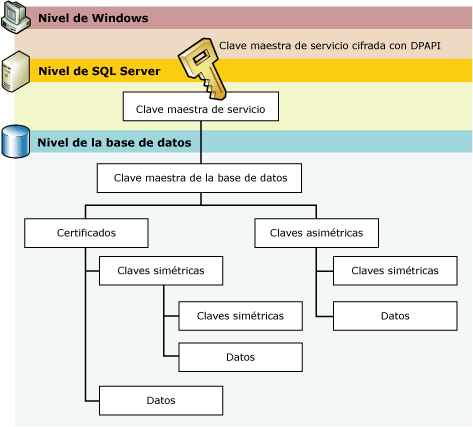 Nivel de Windows
Clave maestra de servicio cifrada con DPAPI
Nivel de SQL Server
Clave maestra de servicio
Nivel de la base de datos
Clave maestra de la base de datos
Certificados
Claves asimétricas
Claves simétricas
Claves simétricas
Claves simétricas
Datos
Datos
Datos